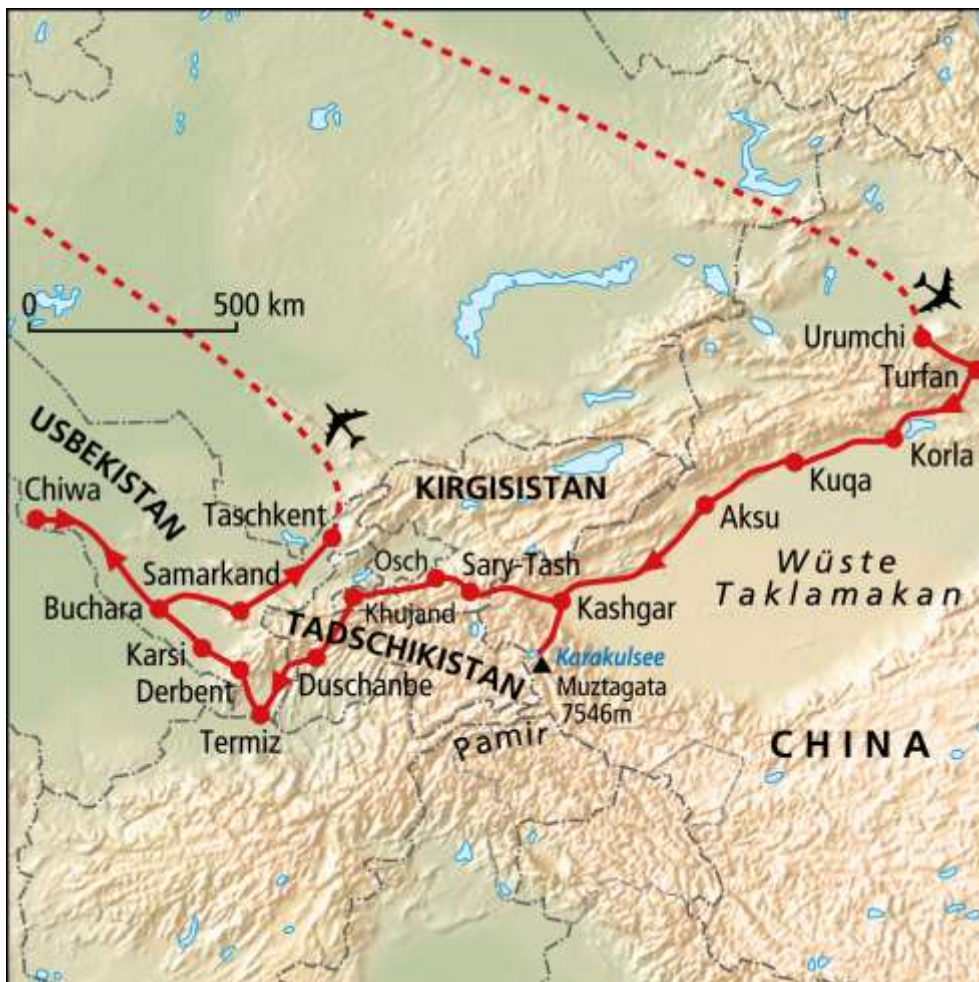 0
500 km
Urumchi
Turfan
Korla
Kuqa
Aksu
USBEKISTAN
Chiwa
KIRGISISTAN
Taschkent
Wüste
Taklamakan
Osch
Sary-Tash
Samarkand
Buchara
Khujand
Kashgar
TADSCHIKISTAN
Karsi
Karakulsee
Derbent
Duschanbe
Muztagata
7546m
Termiz
Pamir
CHINA